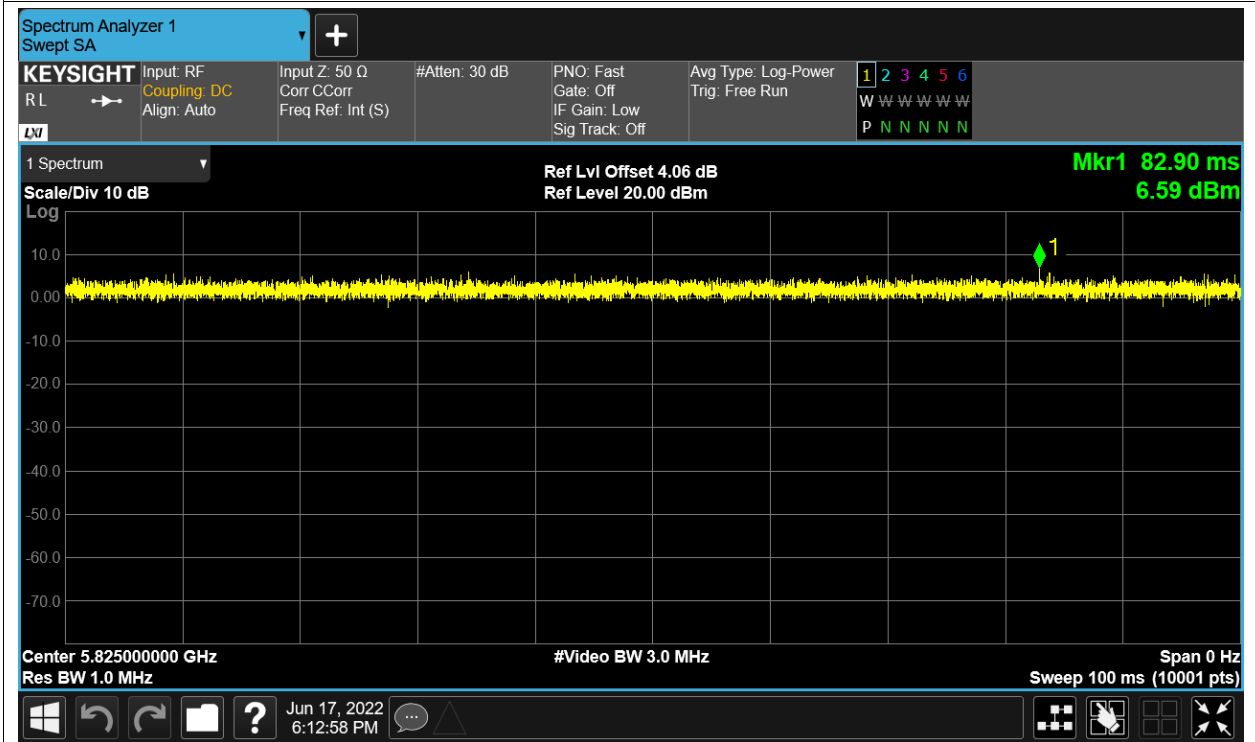 Spectrum Analyzer 1
Swept SA
KEYSIGHT
R L
LXI
Input: RF
Coupling: DC
Align: Auto
Input Z: 50 Ω
Corr CCorr
Freq Ref: Int (S)
#Atten: 30 dB
PNO: Fast
Gate: Off
IF Gain: Low
Sig Track: Off
Avg Type: Log-Power
Trig: Free Run
1 2 3 4 5 6
W W W W W W
P N N N N N
1 Spectrum
Scale/Div 10 dB
Ref Lvl Offset 4.06 dB
Ref Level 20.00 dBm
Mkr1 82.90 ms
6.59 dBm
Log
1
10.0
0.00
-10.0
-20.0
-30.0
-40.0
-50.0
-60.0
-70.0
Center 5.825000000 GHz
#Video BW 3.0 MHz
Span 0 Hz
Res BW 1.0 MHz
Sweep 100 ms (10001 pts)
?
Jun 17, 2022
6:12:58 PM